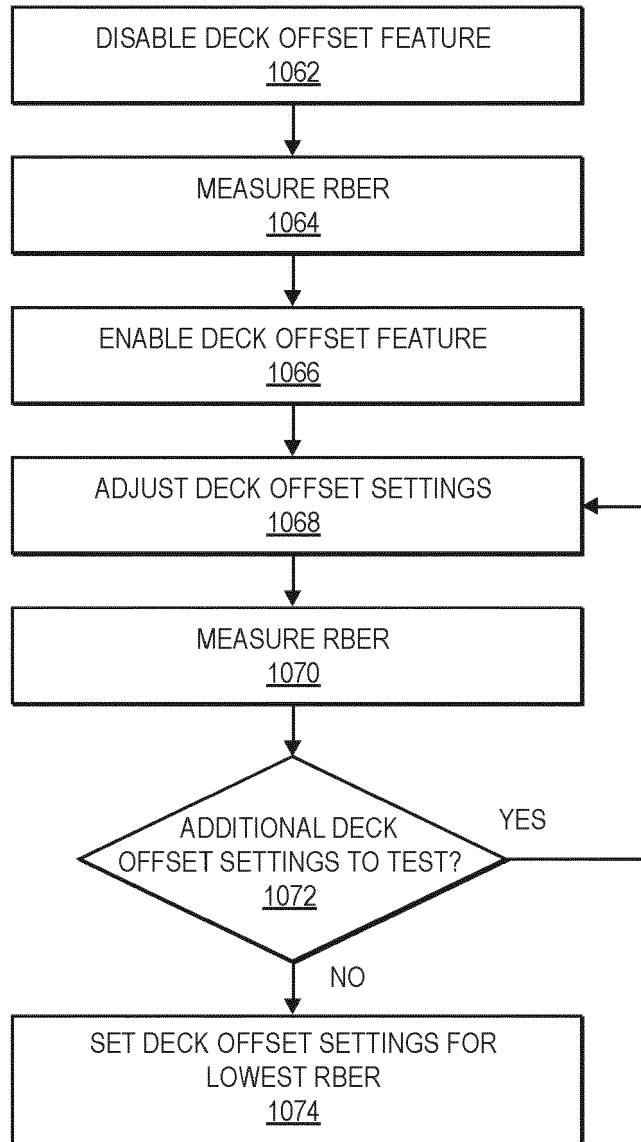 DISABLE DECK OFFSET FEATURE
1062
MEASURE RBER
1064
ENABLE DECK OFFSET FEATURE
1066
ADJUST DECK OFFSET SETTINGS
1068
MEASURE RBER
1070
ADDITIONAL DECK
OFFSET SETTINGS TO TEST?
1072
YES
NO
SET DECK OFFSET SETTINGS FOR
LOWEST RBER
1074